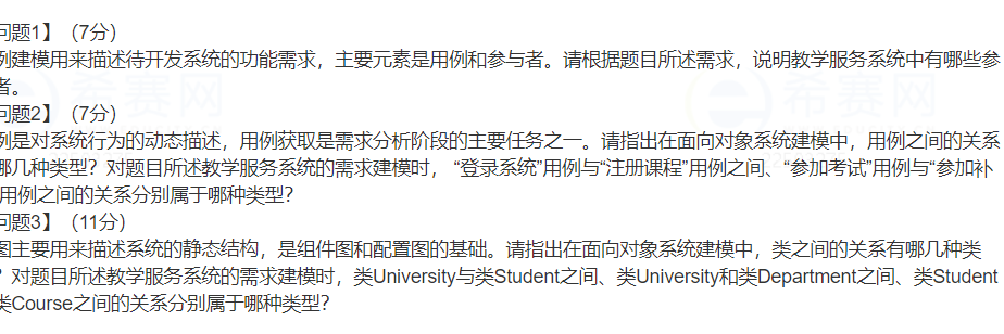 问题1】（7分）
例建模用来描述待开发系统的功能需求，主要元素是用例和参与者。请根据题目所述需求，说明教学服务系统中有哪些参
者。
问题2】（7分）
例是对系统行为的动态描述，用例获取是需求分析阶段的主要任务之一。请指出在面向对象系统建模中，用例之间的关系
哪几种类型？对题目所述教学服务系统的需求建模时，“登录系统”用例与“注册课程”用例之间、“参加考试”用例与“参加补
用例之间的关系分别属于哪种类型？
问题3】（11分）
图主要用来描述系统的静态结构，是组件图和配置图的基础。请指出在面向对象系统建模中，类之间的关系有哪几种类
？对题目所述教学服务系统的需求建模时，类University与类Student之间、类University和类Department之间、类Student
类Course之间的关系分别属于哪种类型？
希赛网
希赛网